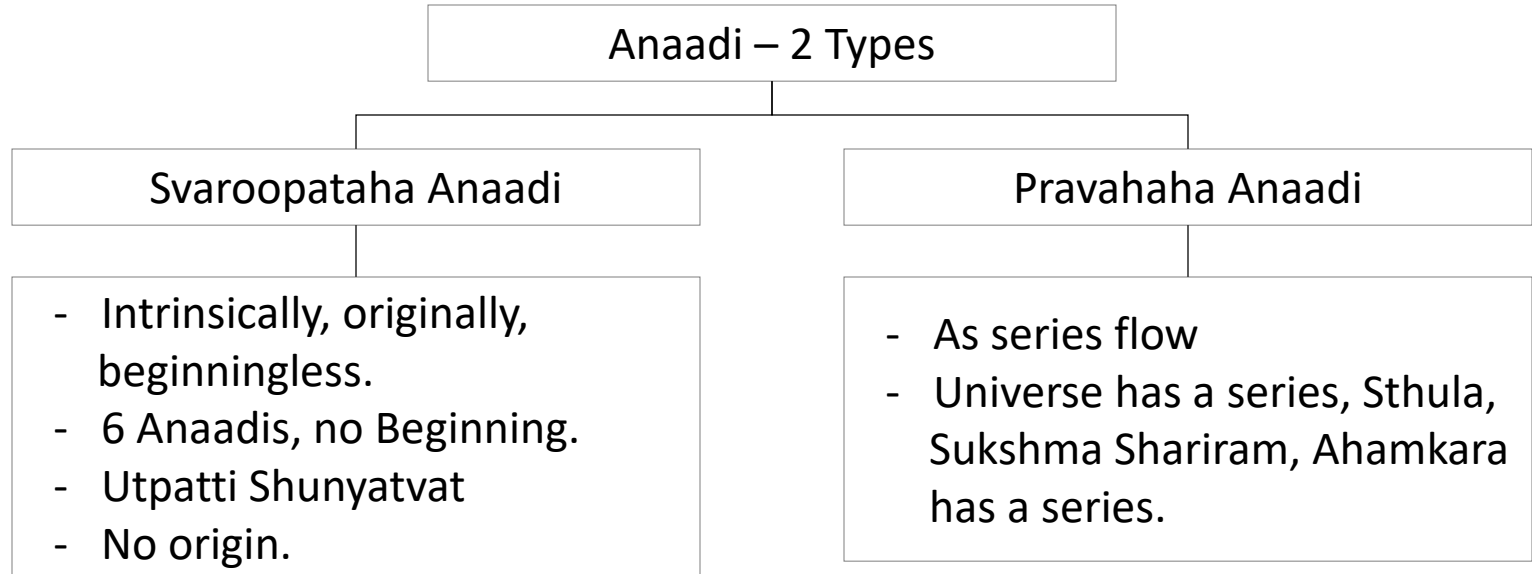 Anaadi – 2 Types
Svaroopataha Anaadi
Pravahaha Anaadi
- Intrinsically, originally,
beginningless.
- 6 Anaadis, no Beginning.
- Utpatti Shunyatvat
- No origin.
- As series flow
- Universe has a series, Sthula,
Sukshma Shariram, Ahamkara
has a series.